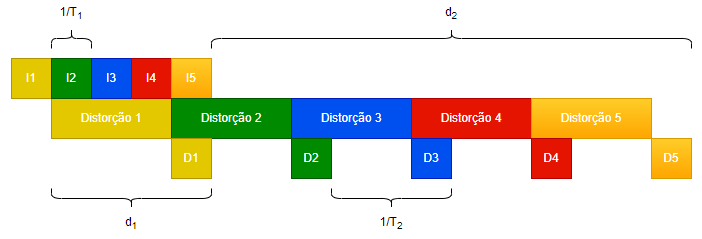 1/T1 d2
I1 I2 I3 I4 I5
Distorção 1 Distorção 2 Distorção 3 Distorção 4 Distorção 5
D1 D2 D3 D4 D5
d1 1/T2